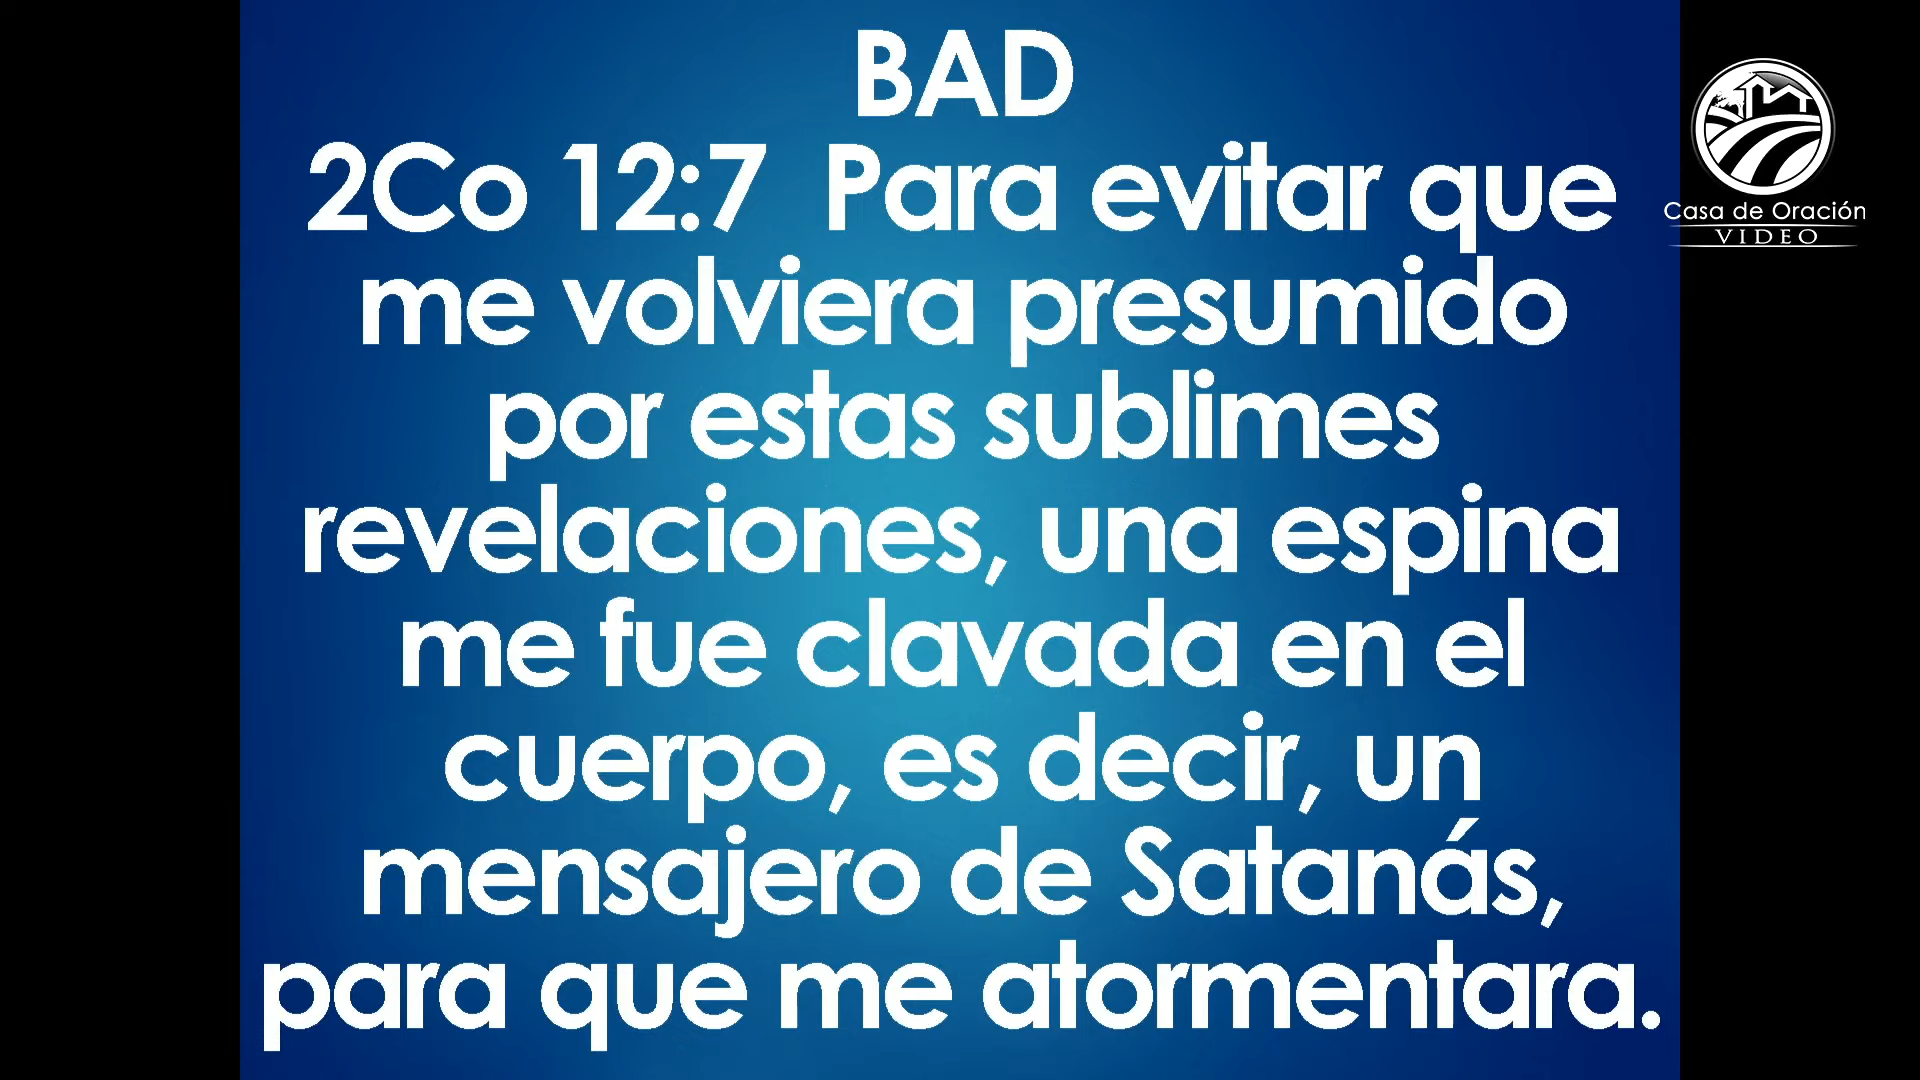 BAD
2Co 12:7  Para evitar que
me volviera presumido
por estas sublimes
revelaciones, una espina
me fue clavada en el
cuerpo, es decir, un
mensajero de Satanás,
para que me atormentara.
Casa de Oración
VIDEO